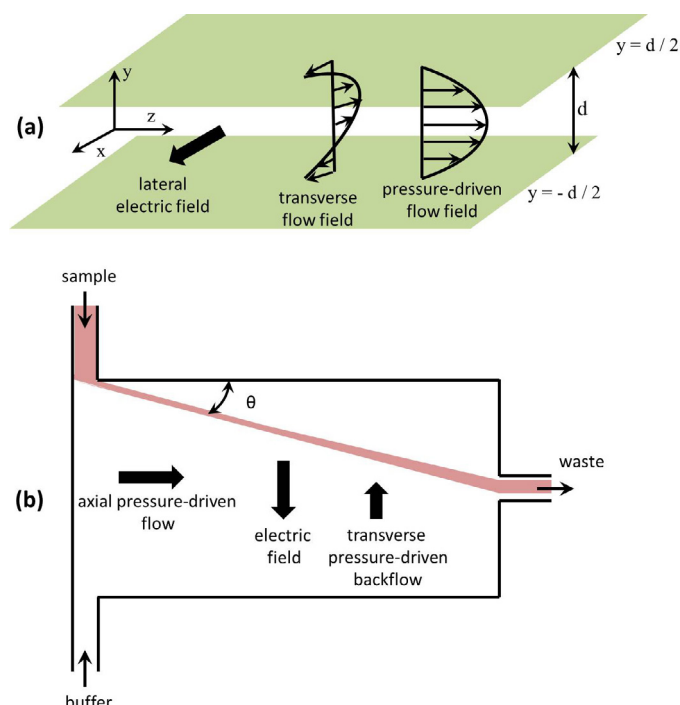 y = d / 2
y
(a)
z
d
x
lateral
electric field
transverse
flow field
pressure-driven
flow field
y = - d / 2
sample
θ
waste
(b)
axial pressure-driven
flow
electric
field
transverse
pressure-driven
backflow
buffer